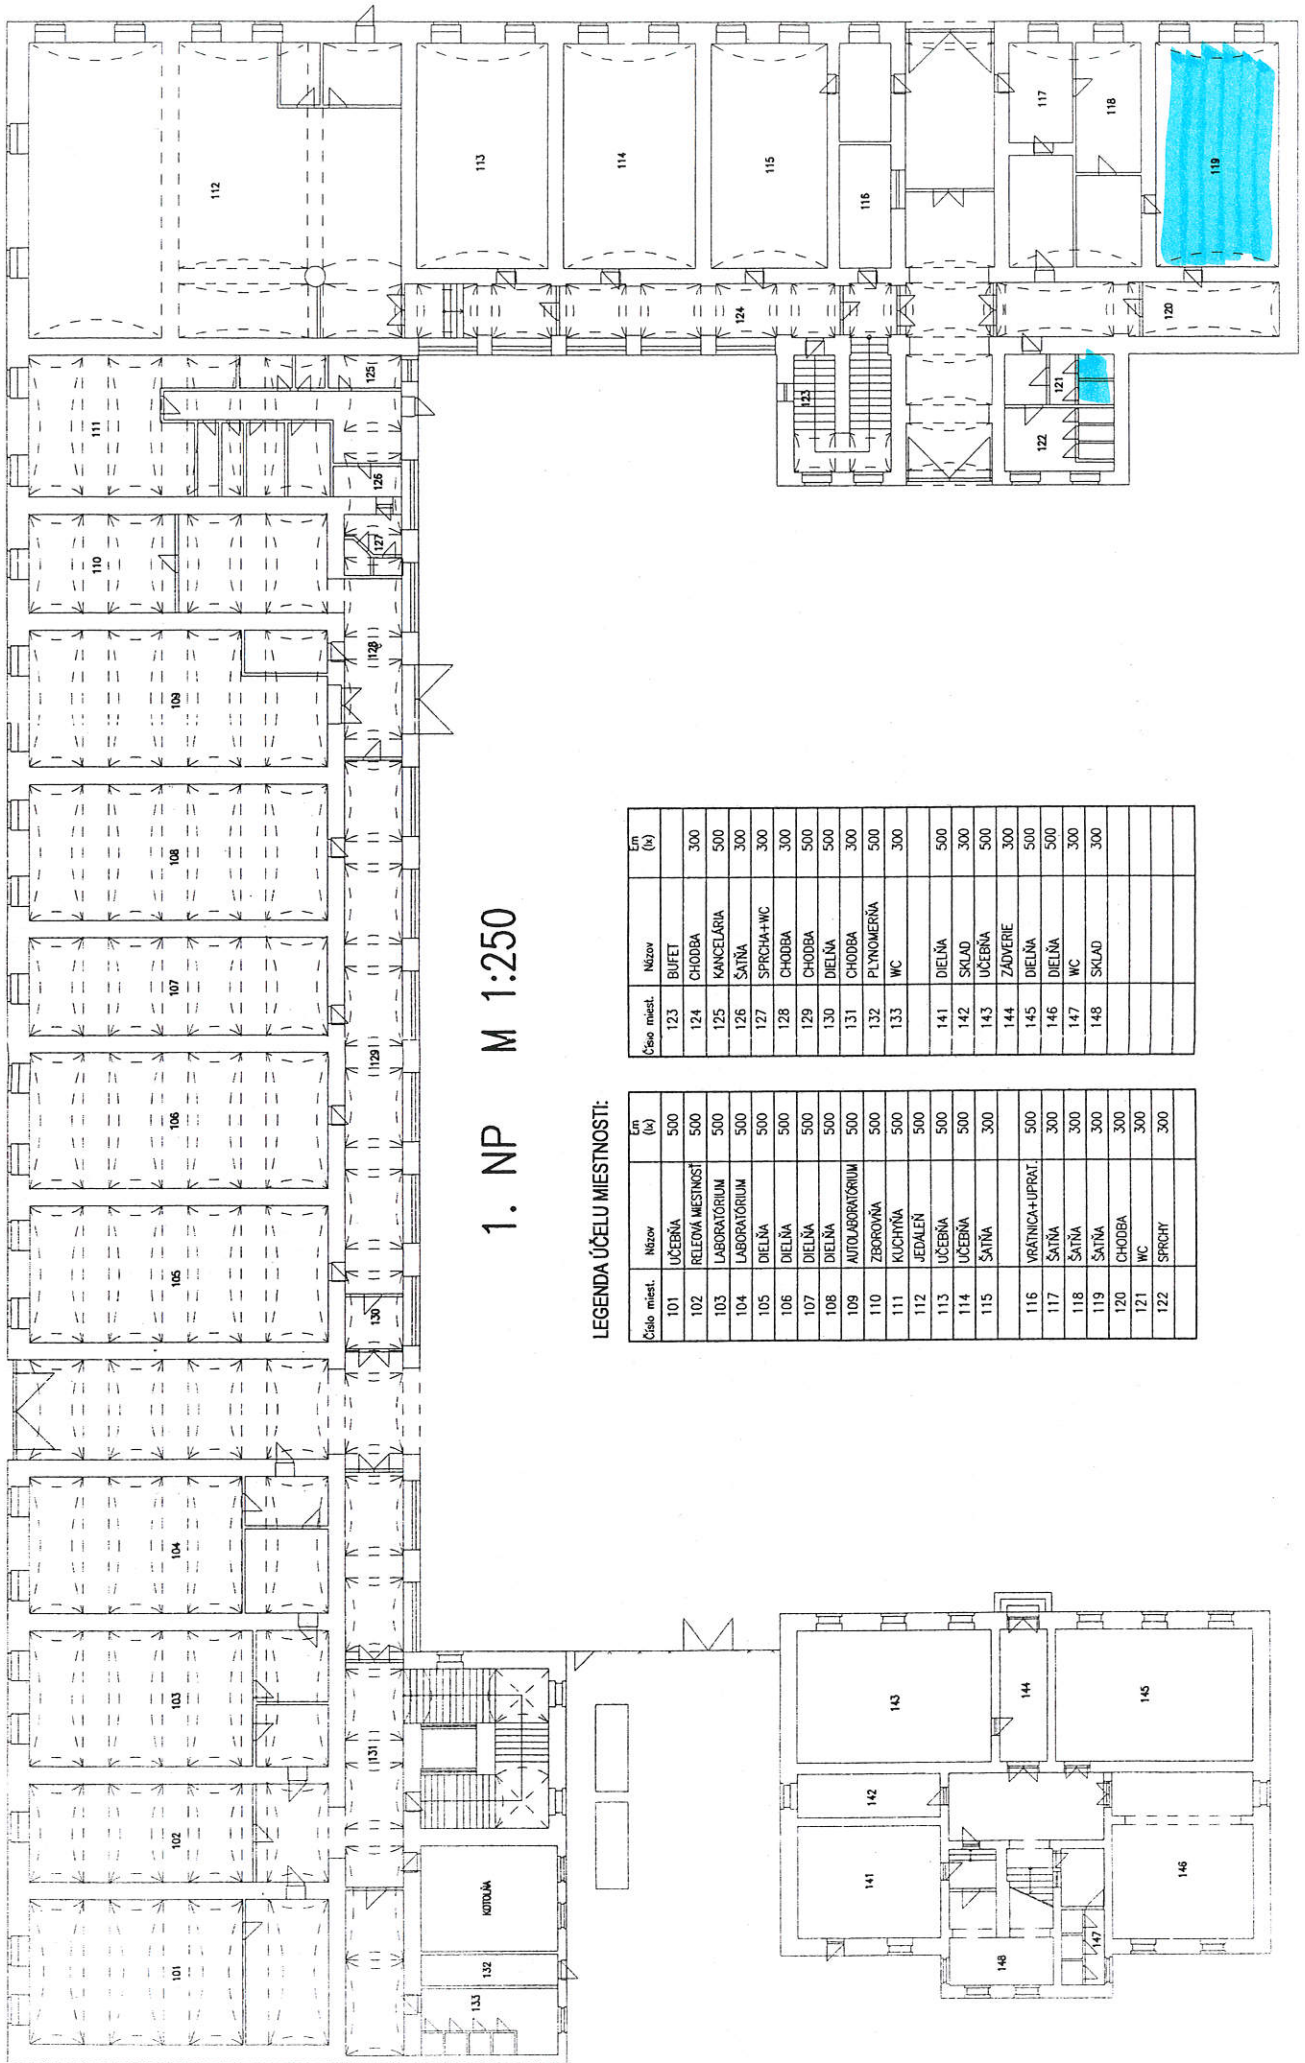 1. NP M 1:250
LEGENDA ÚČELU MIESTNOSTI:
Číslo miest. Názov Em (lx)
101 UČEBŇA 500
102 RELEOVÁ MIESTNOSŤ 500
103 LABORATÓRIUM 500
104 LABORATÓRIUM 500
105 DIELŇA 500
106 DIELŇA 500
107 DIELŇA 500
108 DIELŇA 500
109 AUTOLABORATÓRIUM 500
110 ZBOROVŇA 500
111 KUCHYŇA 500
112 JEDÁLEŇ 500
113 UČEBŇA 500
114 UČEBŇA 500
115 ŠATŇA 300
116 VRÁTNICA+UPRAT. 500
117 ŠATŇA 300
118 ŠATŇA 300
119 ŠATŇA 300
120 CHODBA 300
121 WC 300
122 SPRCHY 300
Číslo miest. Názov Em (lx)
123 BUFET
124 CHODBA 300
125 KANCELÁRIA 500
126 ŠATŇA 300
127 SPRCHA+WC 300
128 CHODBA 300
129 CHODBA 500
130 DIELŇA 500
131 CHODBA 300
132 PLYNOMERŇA 500
133 WC 300
141 DIELŇA 500
142 SKLAD 300
143 UČEBŇA 500
144 ZÁDVERIE 300
145 DIELŇA 500
146 DIELŇA 500
147 WC 300
148 SKLAD 300
101
102
103
104
105
106
107
108
109
110
111
112
113
114
115
116
117
118
119
120
121
122
123
124
125
126
127
128
129
130
131
KOTOLŇA
132
133
141
142
143
144
145
146
147
148